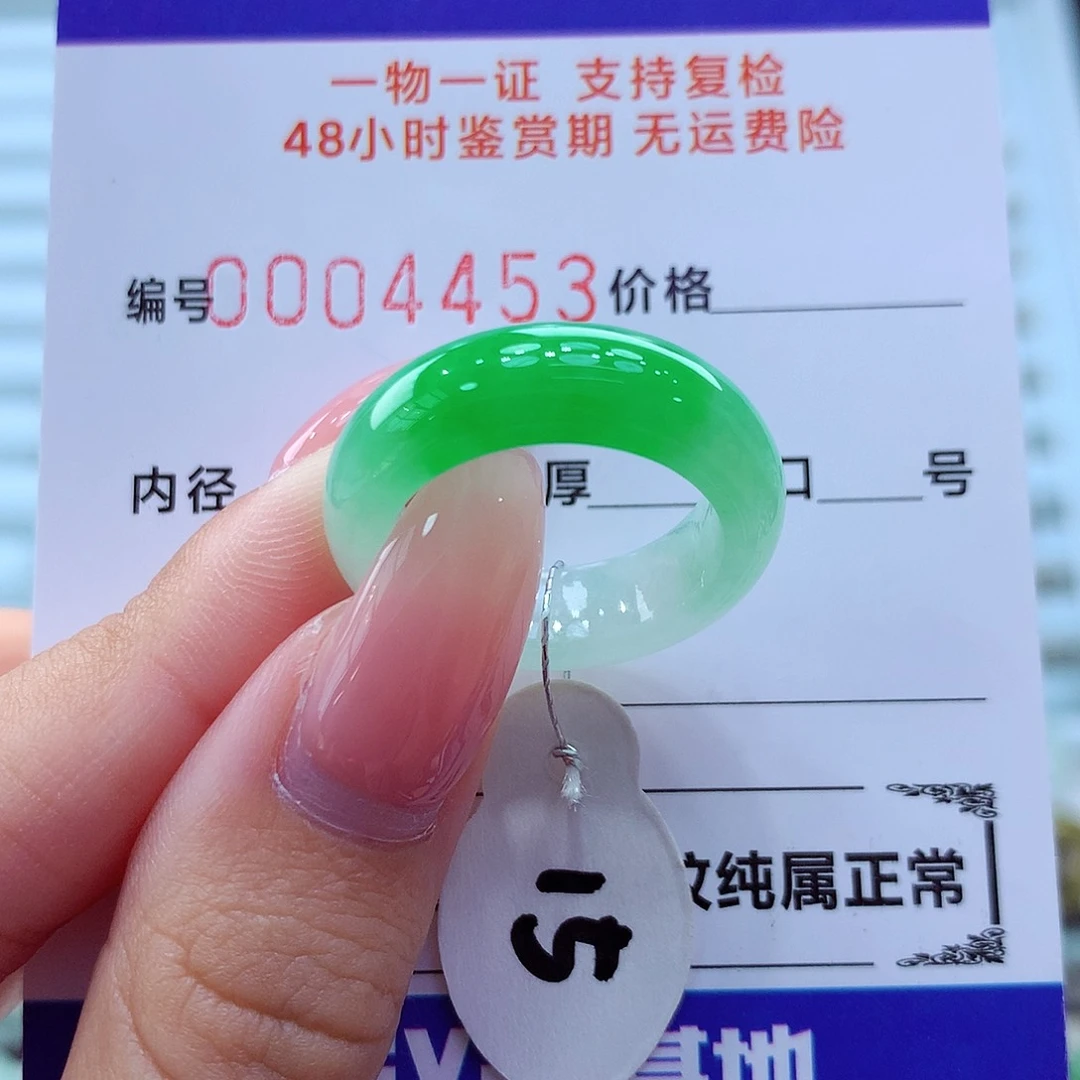 一物一证 支持复检
48小时鉴赏期 无运费险
编号0004453 价格
内径 厚 口 号
15
纯属正常
基地